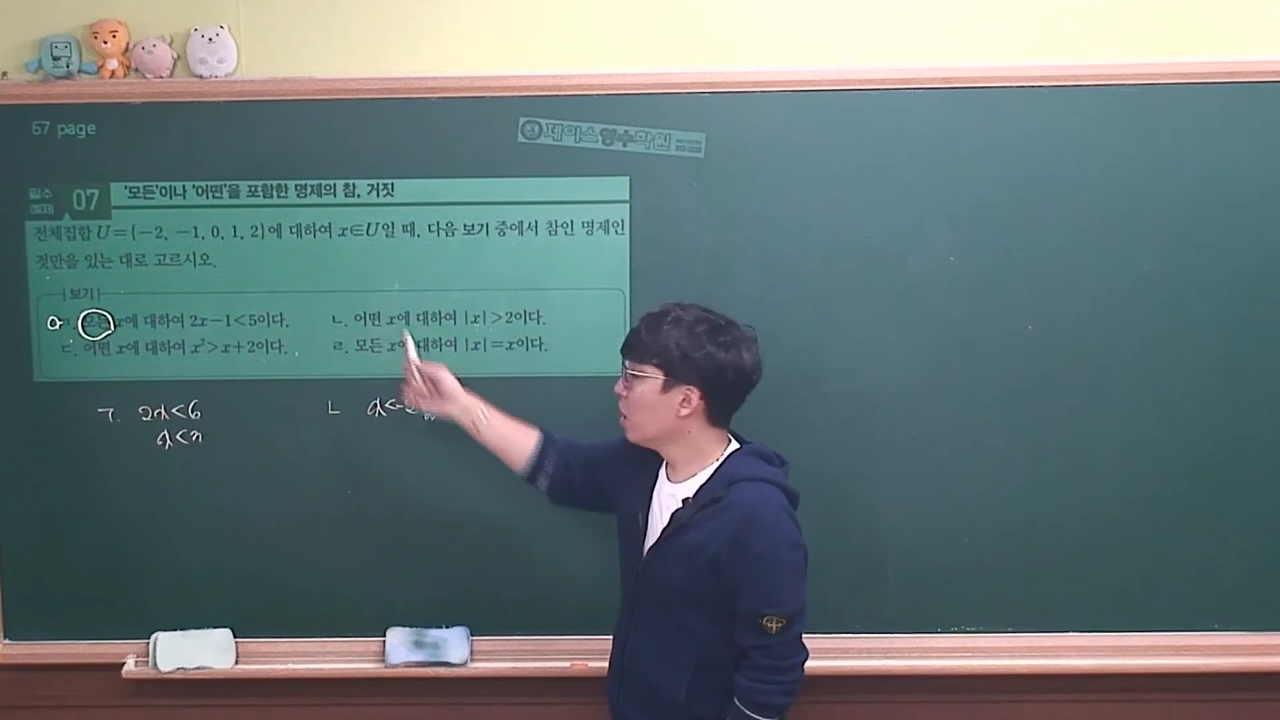 67 page
제이스영수학원
필수 예제 07 '모든'이나 '어떤'을 포함한 명제의 참, 거짓
전체집합 U={-2, -1, 0, 1, 2}에 대하여 x∈U일 때, 다음 보기 중에서 참인 명제인
것만을 있는 대로 고르시오.
보기
ㄱ. 모든 x에 대하여 2x-1<5이다. ㄴ. 어떤 x에 대하여 |x|>2이다.
ㄷ. 어떤 x에 대하여 x²>x+2이다. ㄹ. 모든 x에 대하여 |x|=x이다.
ㄱ. 2x<6 ㄴ x<-2
x<3